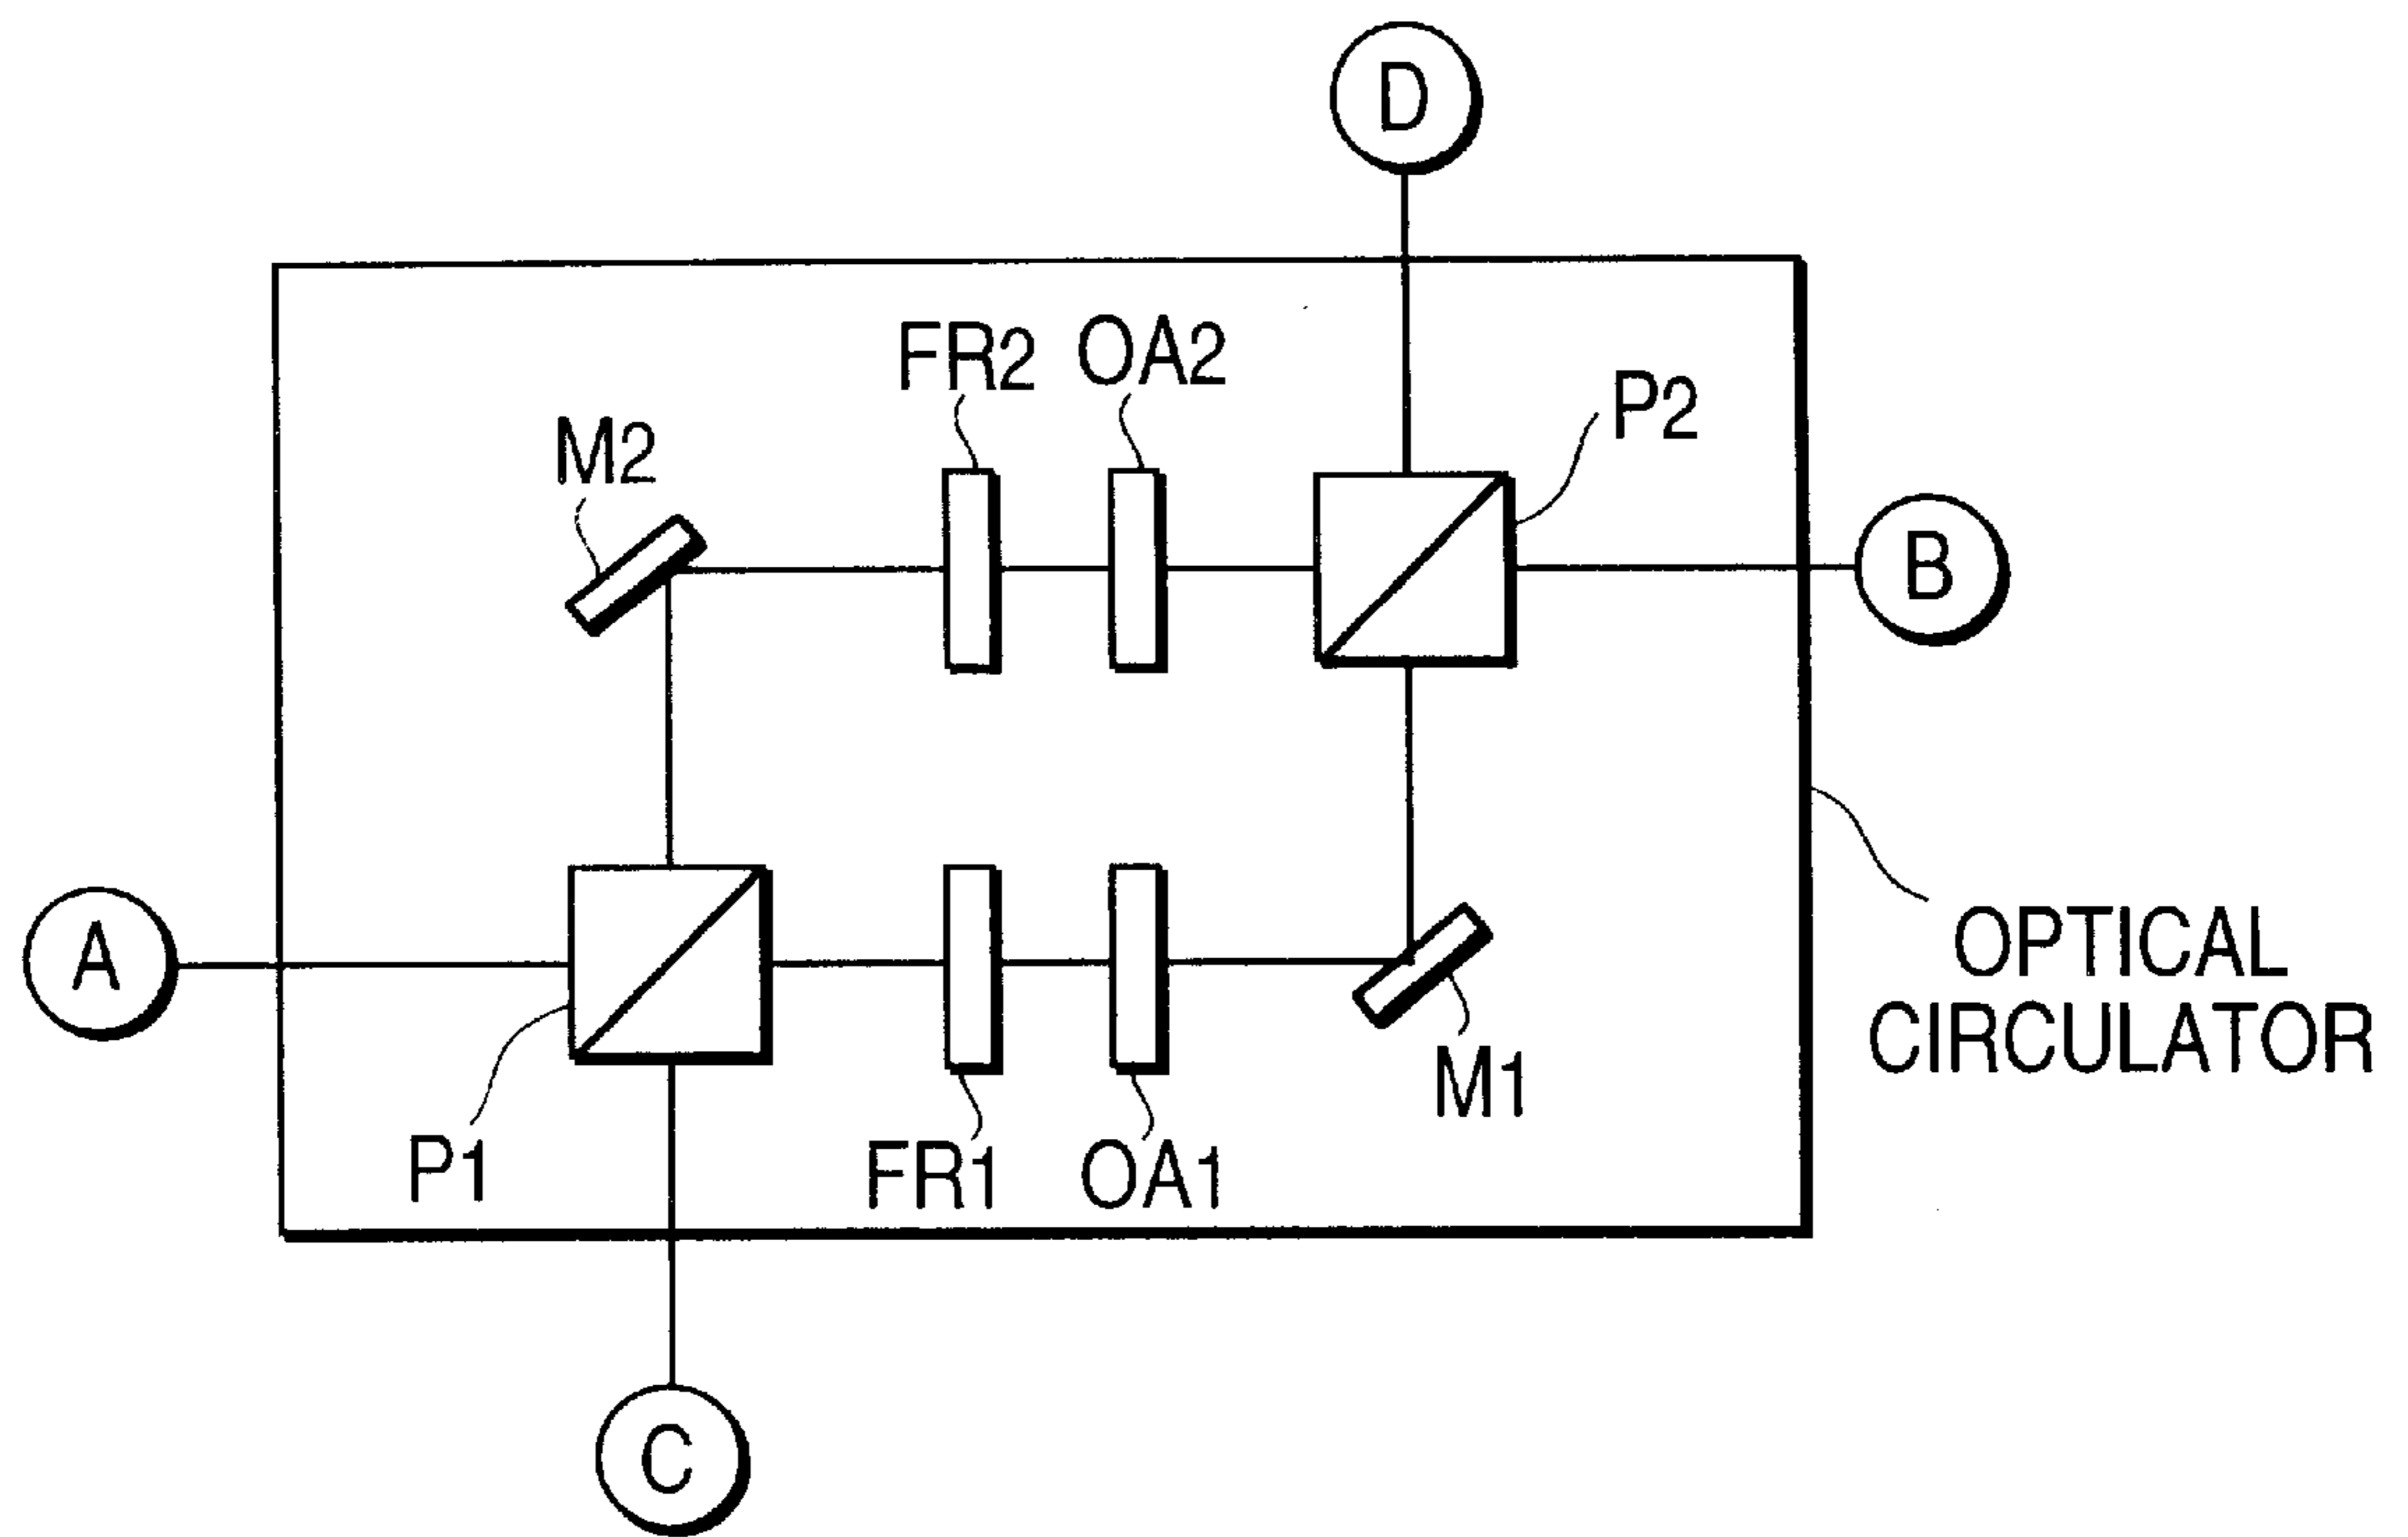 D
FR2
OA2
P2
M2
B
A
OPTICAL
CIRCULATOR
M1
P1
FR1
OA1
C